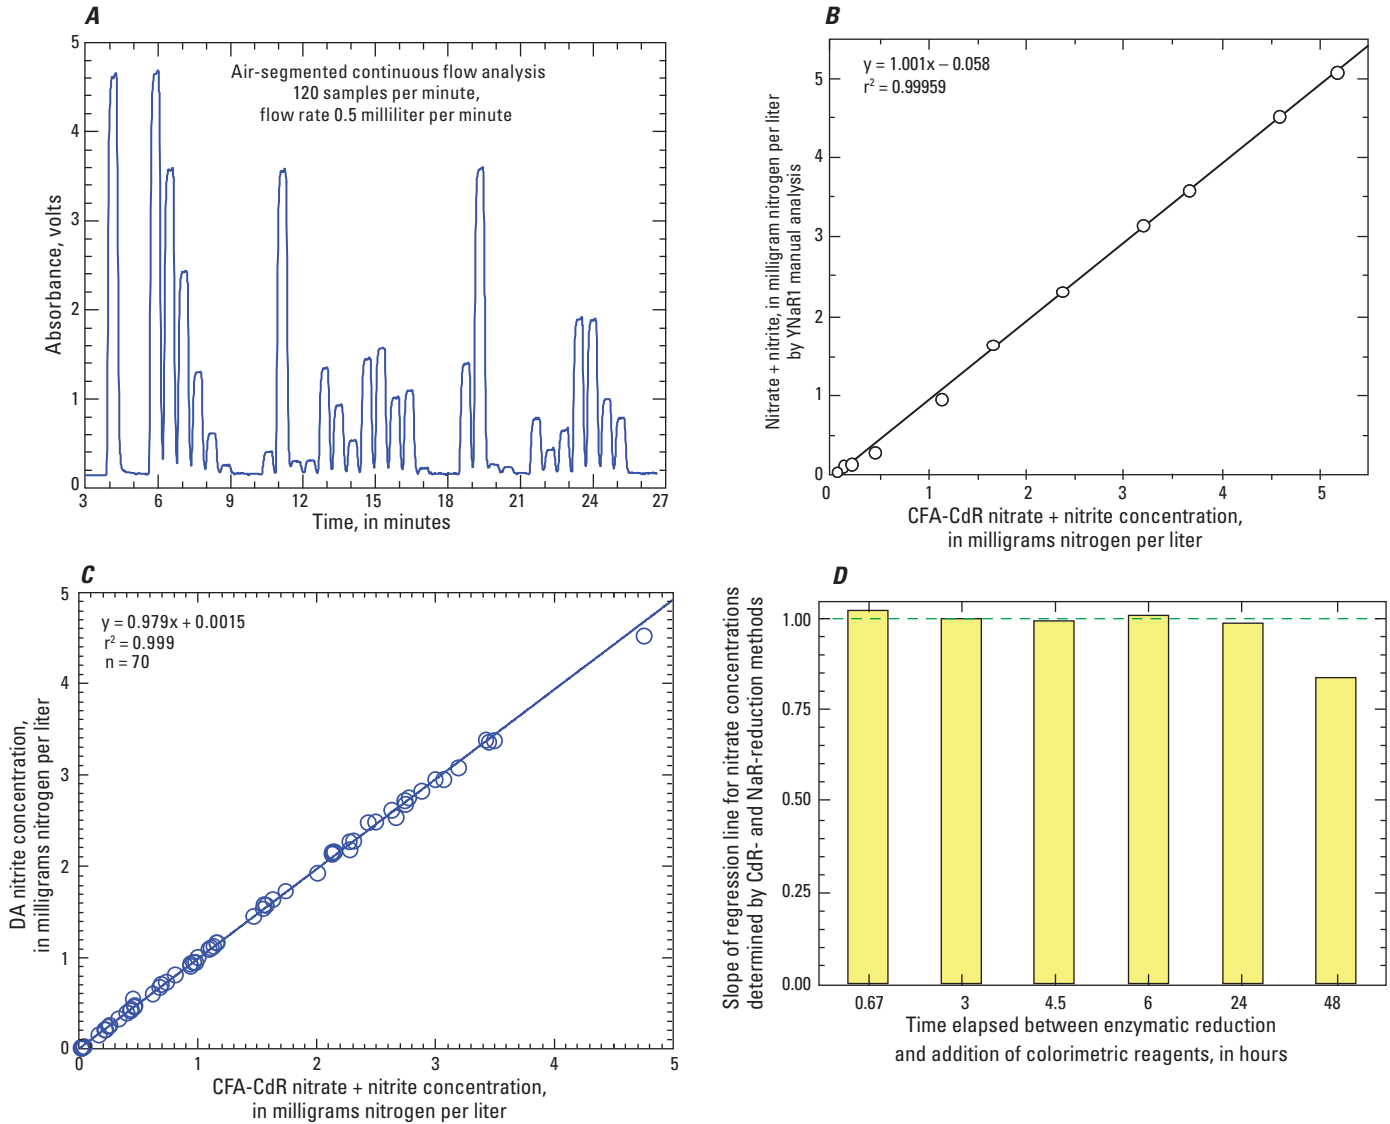 A
5
4
3
2
1
0
Absorbance, volts
Air-segmented continuous flow analysis
120 samples per minute,
flow rate 0.5 milliliter per minute
3 6 9 12 15 18 21 24 27
Time, in minutes
B
5
4
3
2
1
0
Nitrate + nitrite, in milligram nitrogen per liter
by YNaR1 manual analysis
y = 1.001x – 0.058
r² = 0.99959
0 1 2 3 4 5
CFA-CdR nitrate + nitrite concentration,
in milligrams nitrogen per liter
C
5
4
3
2
1
0
DA nitrite concentration,
in milligrams nitrogen per liter
y = 0.979x + 0.0015
r² = 0.999
n = 70
0 1 2 3 4 5
CFA-CdR nitrate + nitrite concentration,
in milligrams nitrogen per liter
D
1.00
0.75
0.50
0.25
0.00
Slope of regression line for nitrate concentrations
determined by CdR- and NaR-reduction methods
0.67 3 4.5 6 24 48
Time elapsed between enzymatic reduction
and addition of colorimetric reagents, in hours